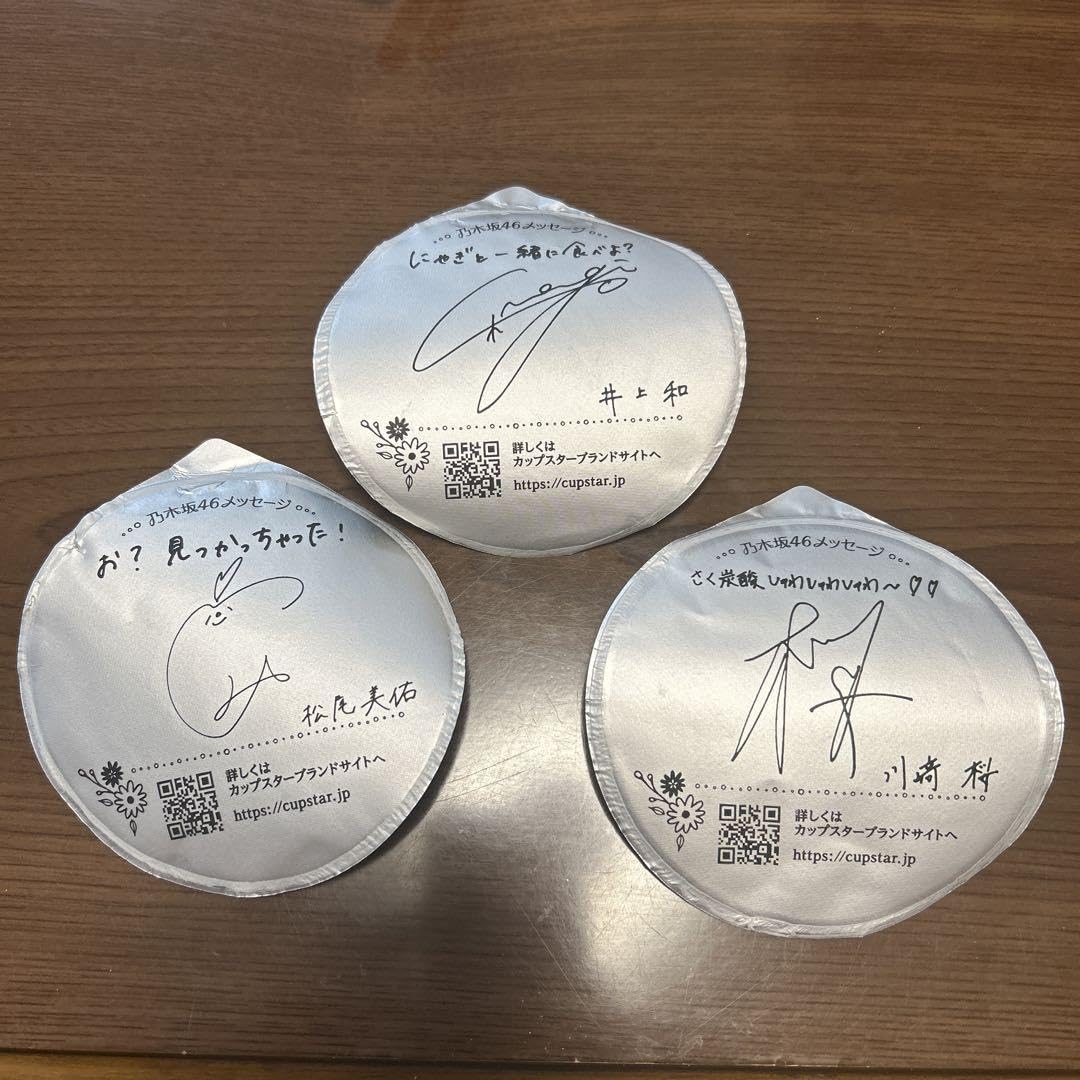 乃木坂46メッセージ
にゃぎと一緒に食べよ?
井上和
詳しくは
カップスターブランドサイトへ
https://cupstar.jp
乃木坂46メッセージ
お？見つかっちゃった！
松尾美佑
詳しくは
カップスターブランドサイトへ
https://cupstar.jp
乃木坂46メッセージ
さく炭酸しゅわしゅわしゅわ〜♡♡
桜
川﨑 桜
詳しくは
カップスターブランドサイトへ
https://cupstar.jp